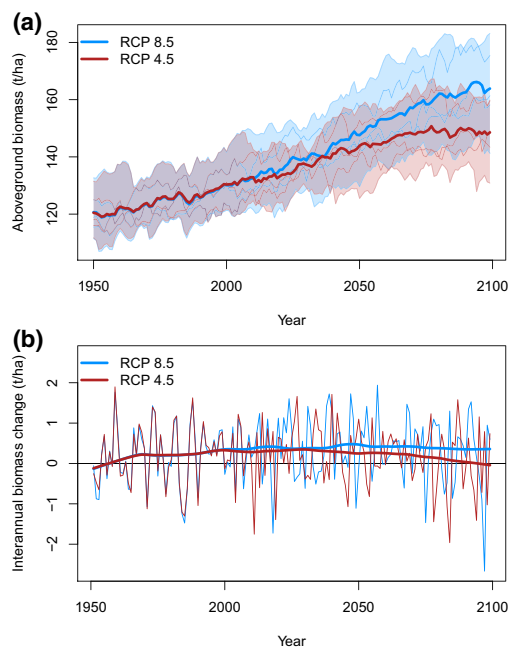 (a)
Aboveground biomass (t/ha)
180
160
140
120
RCP 8.5
RCP 4.5
1950
2000
2050
2100
Year
(b)
Interannual biomass change (t/ha)
2
1
0
−1
−2
RCP 8.5
RCP 4.5
1950
2000
2050
2100
Year